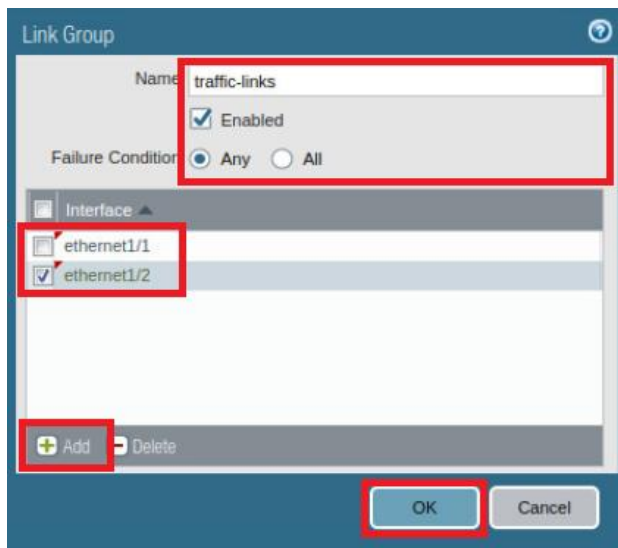 Link Group
Name traffic-links
Enabled
Failure Condition Any All
Interface
ethernet1/1
ethernet1/2
Add Delete
OK Cancel